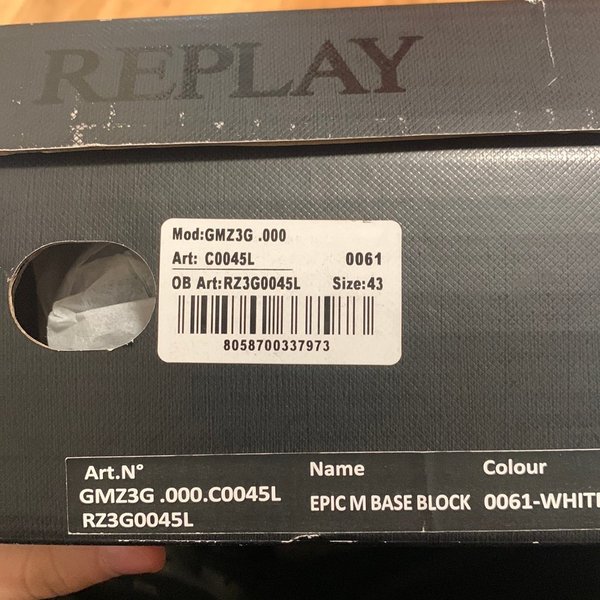 REPLAY
Mod:GMZ3G .000
Art: C0045L 0061
OB Art:RZ3G0045L Size:43
8058700337973
Art.N° Name Colour
GMZ3G .000.C0045L EPIC M BASE BLOCK 0061-WHITE
RZ3G0045L